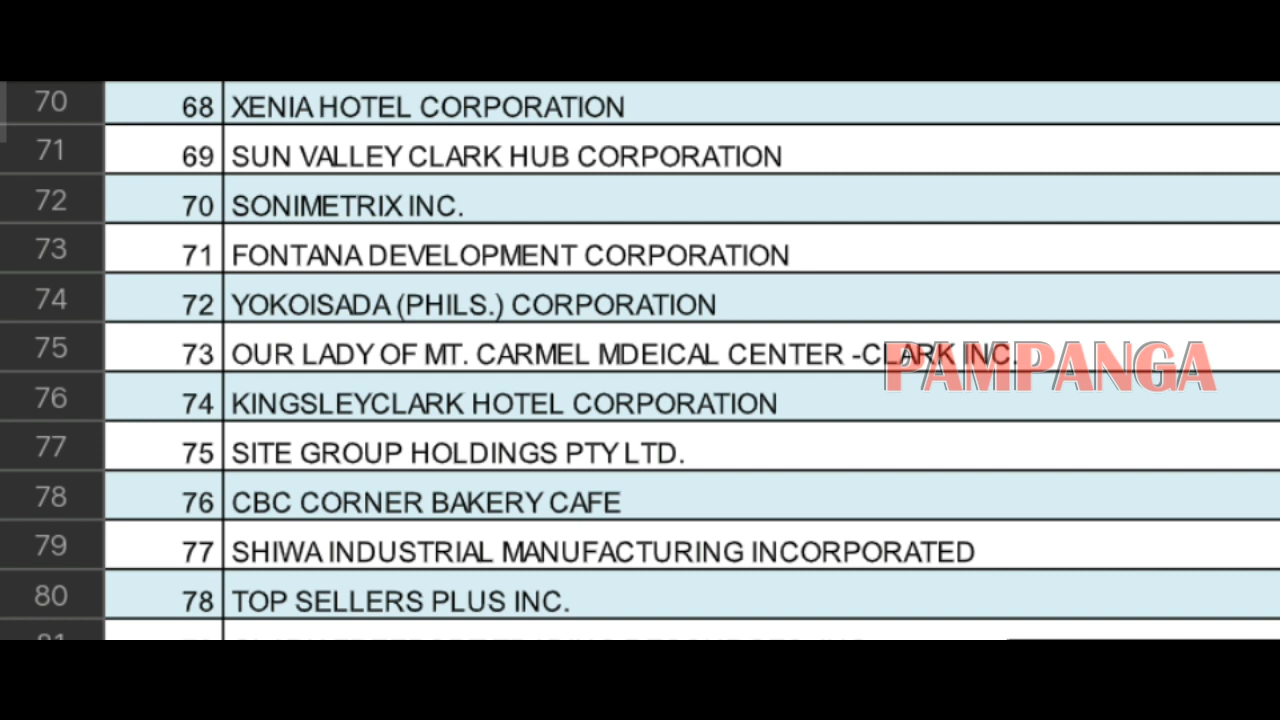 70 68 XENIA HOTEL CORPORATION
71 69 SUN VALLEY CLARK HUB CORPORATION
72 70 SONIMETRIX INC.
73 71 FONTANA DEVELOPMENT CORPORATION
74 72 YOKOISADA (PHILS.) CORPORATION
75 73 OUR LADY OF MT. CARMEL MDEICAL CENTER -CLARK INC.
PAMPANGA
76 74 KINGSLEYCLARK HOTEL CORPORATION
77 75 SITE GROUP HOLDINGS PTY LTD.
78 76 CBC CORNER BAKERY CAFE
79 77 SHIWA INDUSTRIAL MANUFACTURING INCORPORATED
80 78 TOP SELLERS PLUS INC.